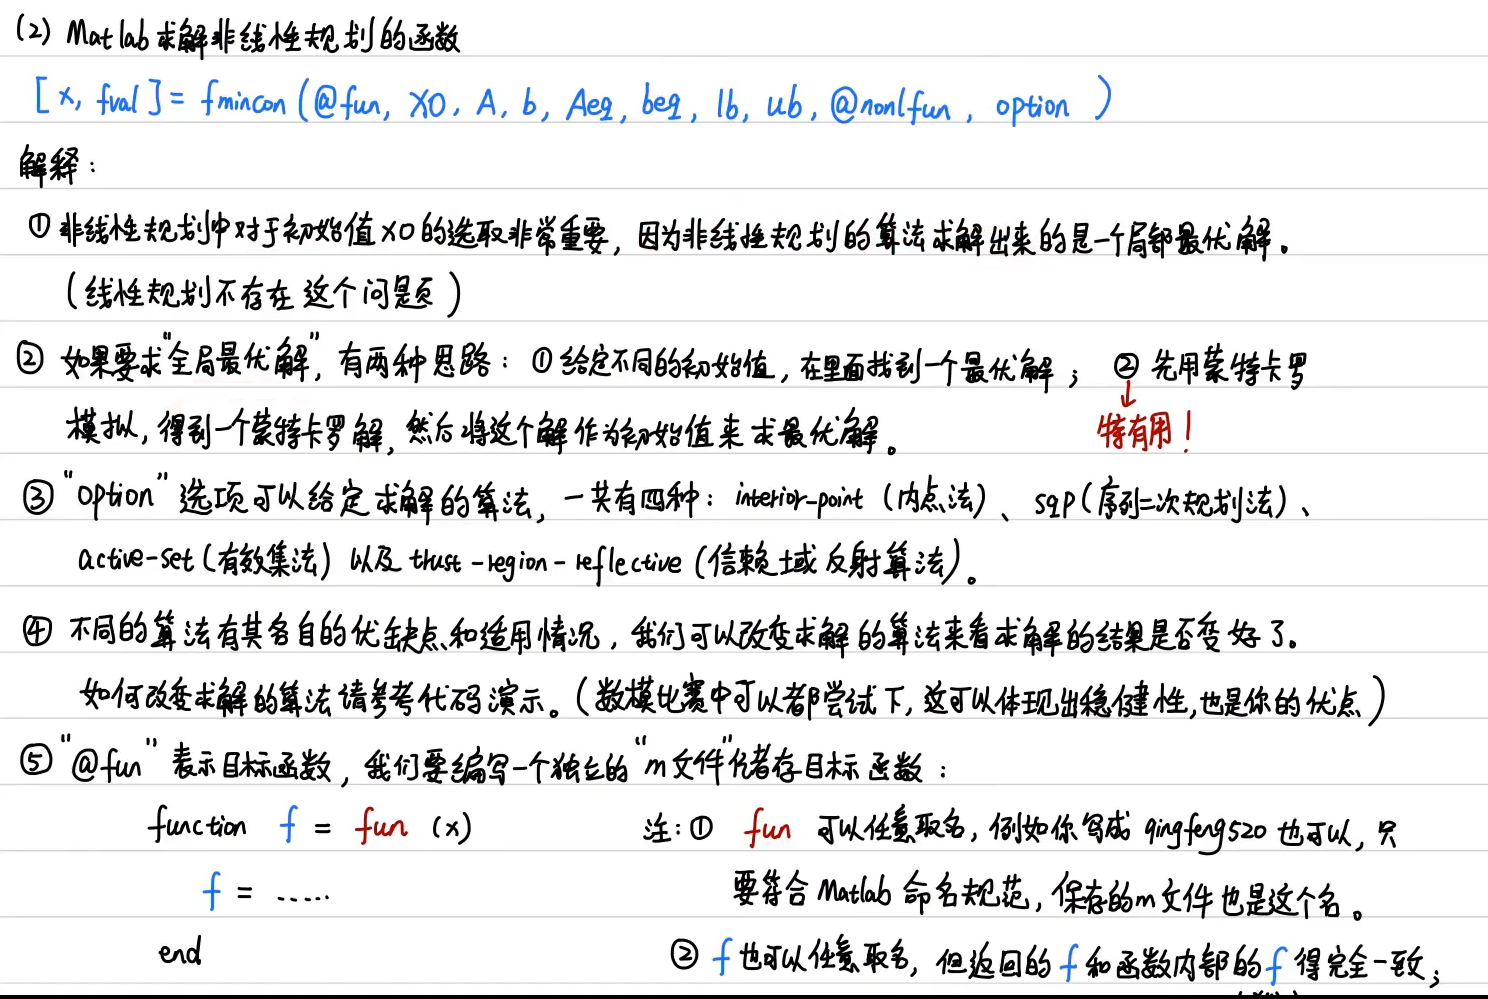 (2) Matlab求解非线性规划的函数
[x, fval] = fmincon(@fun, X0, A, b, Aeq, beq, lb, ub, @nonlfun, option)
解释：
① 非线性规划中对于初始值X0的选取非常重要，因为非线性规划的算法求解出来的是一个局部最优解。
（线性规划不存在这个问题）
② 如果要求“全局最优解”，有两种思路：①给定不同的初始值，在里面找到一个最优解；②先用蒙特卡罗
模拟，得到一个蒙特卡罗解，然后将这个解作为初始值来求最优解。 特有用！
③ “option”选项可以给定求解的算法，一共有四种：interior-point（内点法）、sqp（序列二次规划法）、
active-set（有效集法）以及trust-region-reflective（信赖域反射算法）。
④ 不同的算法有其各自的优缺点和适用情况，我们可以改变求解的算法来看求解的结果是否变好了。
如何改变求解的算法请参考代码演示。（数模比赛中可以都尝试下，这可以体现出稳健性，也是你的优点）
⑤ “@fun”表示目标函数，我们要编写一个独立的“m文件”储存目标函数：
function f = fun (x) 注：① fun 可以任意取名，例如你写成qingfeng520也可以，只
f = ...... 要符合Matlab命名规范，保存的m文件也是这个名。
end ② f也可以任意取名，但返回的f和函数内部的f得完全一致；